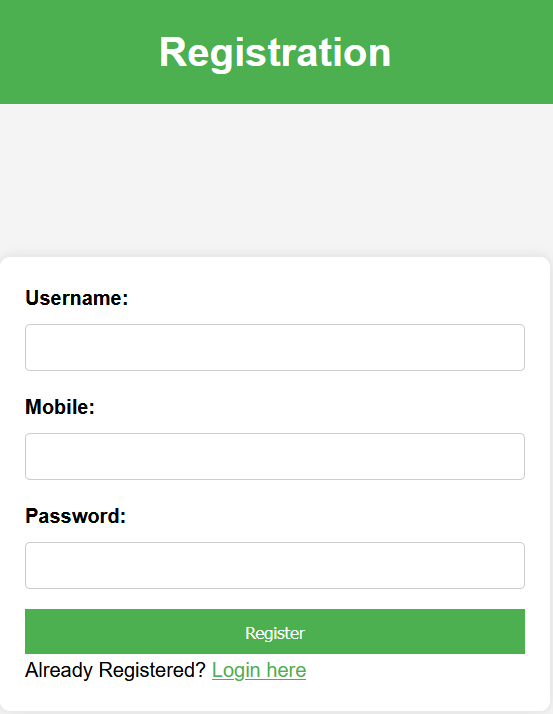 Registration
Username:
Mobile:
Password:
Register
Already Registered? Login here